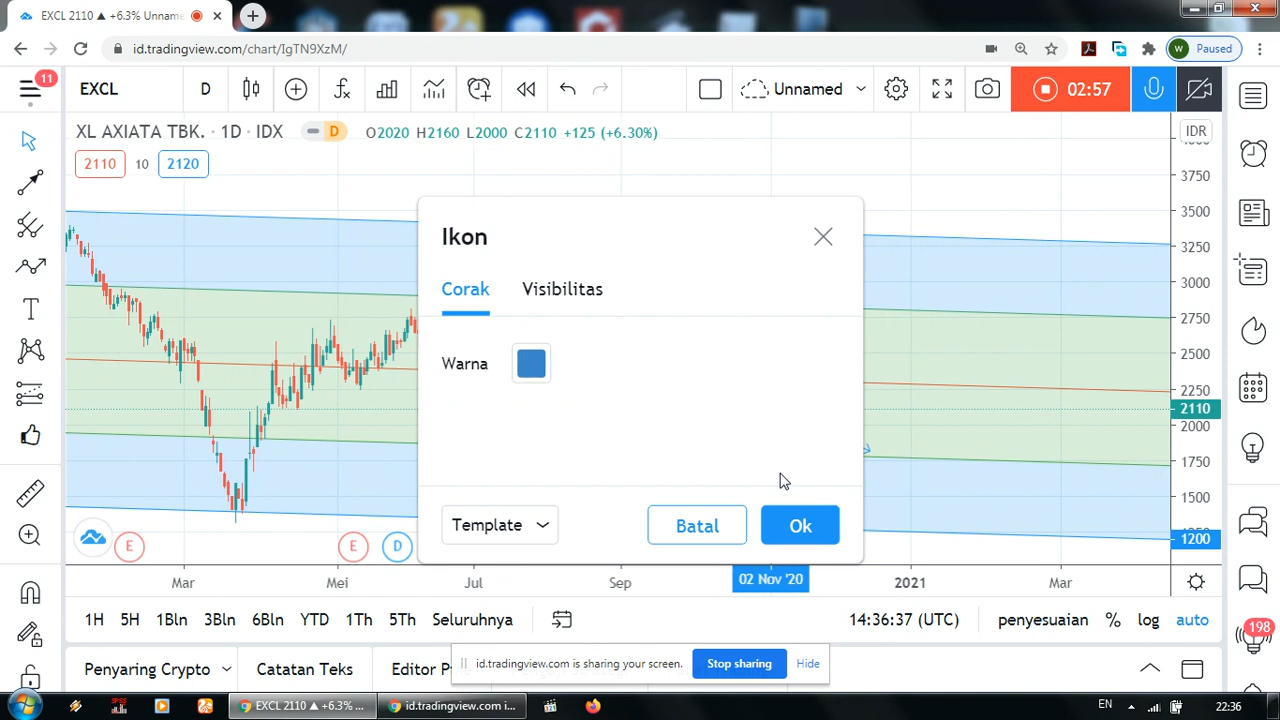 EXCL 2110 ▲ +6.3% Unname
id.tradingview.com/chart/IgTN9XzM/
Paused
11
EXCL
D
Unnamed
02:57
XL AXIATA TBK. · 1D · IDX
D
O2020 H2160 L2000 C2110 +125 (+6.30%)
IDR
2110
10
2120
3750
3500
3250
3000
2750
2500
2250
2110
2000
1750
1500
1200
Ikon
Corak
Visibilitas
Warna
Template
Batal
Ok
E
E
D
Mar
Mei
Jul
Sep
02 Nov '20
2021
Mar
1H
5H
1Bln
3Bln
6Bln
YTD
1Th
5Th
Seluruhnya
14:36:37 (UTC)
penyesuaian
%
log
auto
198
Penyaring Crypto
Catatan Teks
Editor P
id.tradingview.com is sharing your screen.
Stop sharing
Hide
EXCL 2110 ▲ +6.3% ...
id.tradingview.com i...
EN
22:36